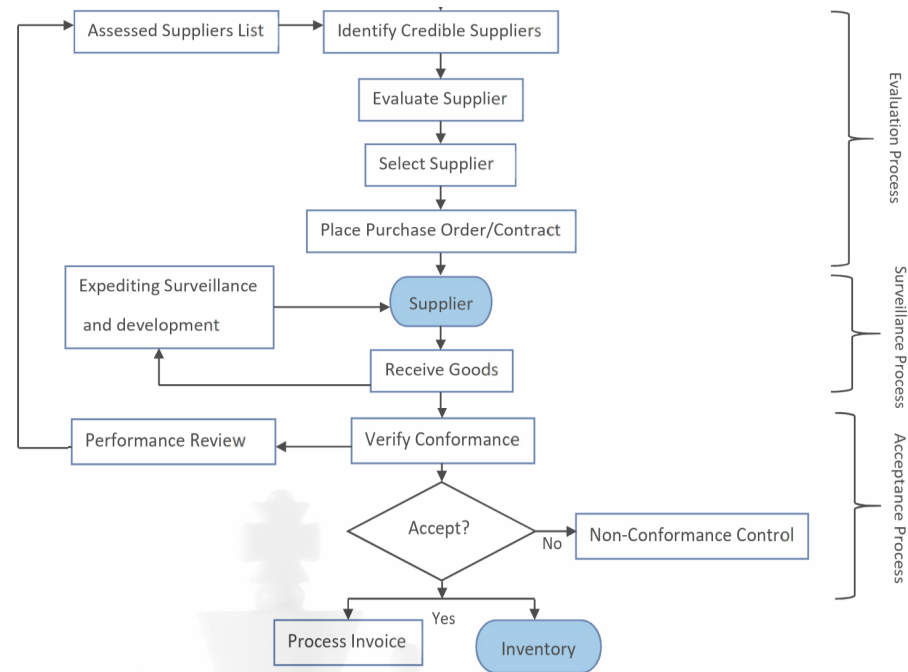 Assessed Suppliers List
Identify Credible Suppliers
Evaluate Supplier
Select Supplier
Place Purchase Order/Contract
Evaluation Process
Expediting Surveillance
and development
Supplier
Receive Goods
Surveillance Process
Performance Review
Verify Conformance
Accept?
No
Non-Conformance Control
Acceptance Process
Yes
Process Invoice
Inventory